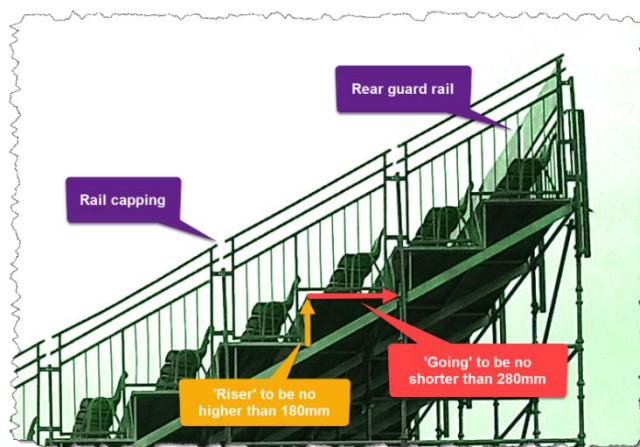 Rear guard rail
Rail capping
'Going' to be no
shorter than 280mm
'Riser' to be no
higher than 180mm